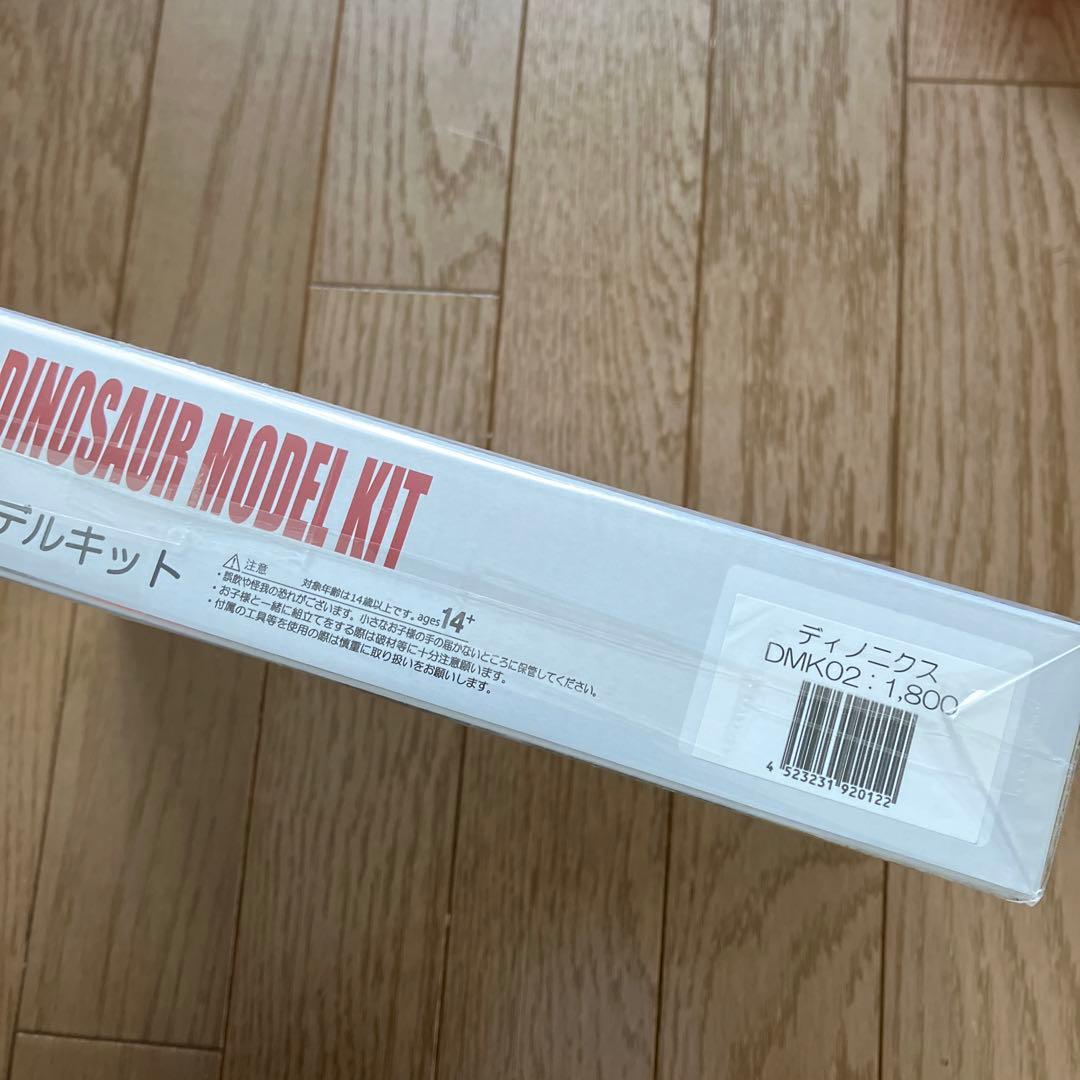 DINOSAUR MODEL KIT
デルキット
⚠注意 対象年齢は14歳以上です。ages14+
・誤飲や怪我の恐れがございます。小さなお子様の手の届かないところに保管してください。
・お子様と一緒に組立てをする際は破材等に十分注意願います。
・付属の工具等を使用の際は慎重に取り扱いをお願いします。
ディノニクス
DMK02：1,800
4 523231 920122